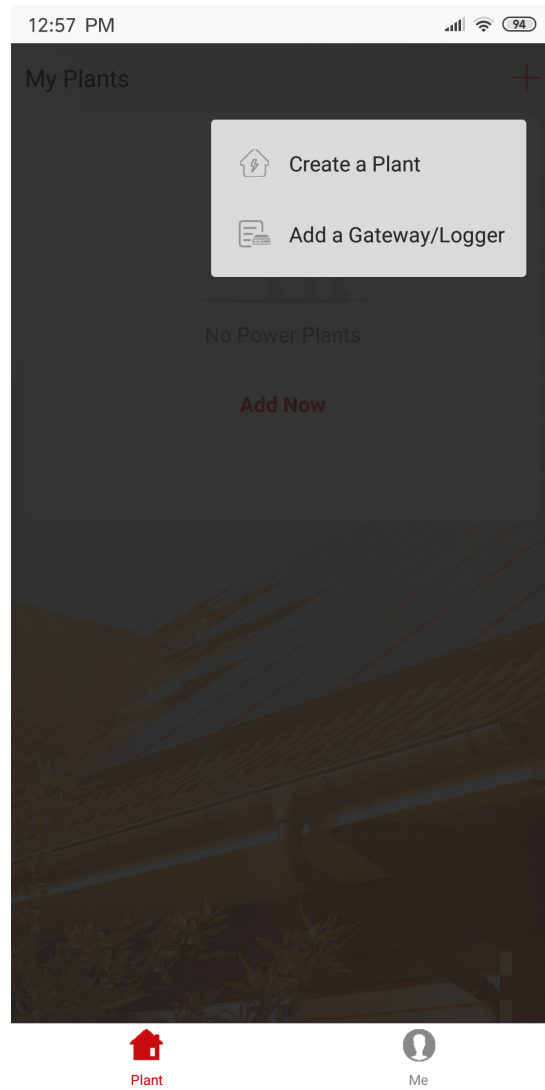 12:57 PM
94
My Plants
Create a Plant
Add a Gateway/Logger
No Power Plants
Add Now
Plant
Me